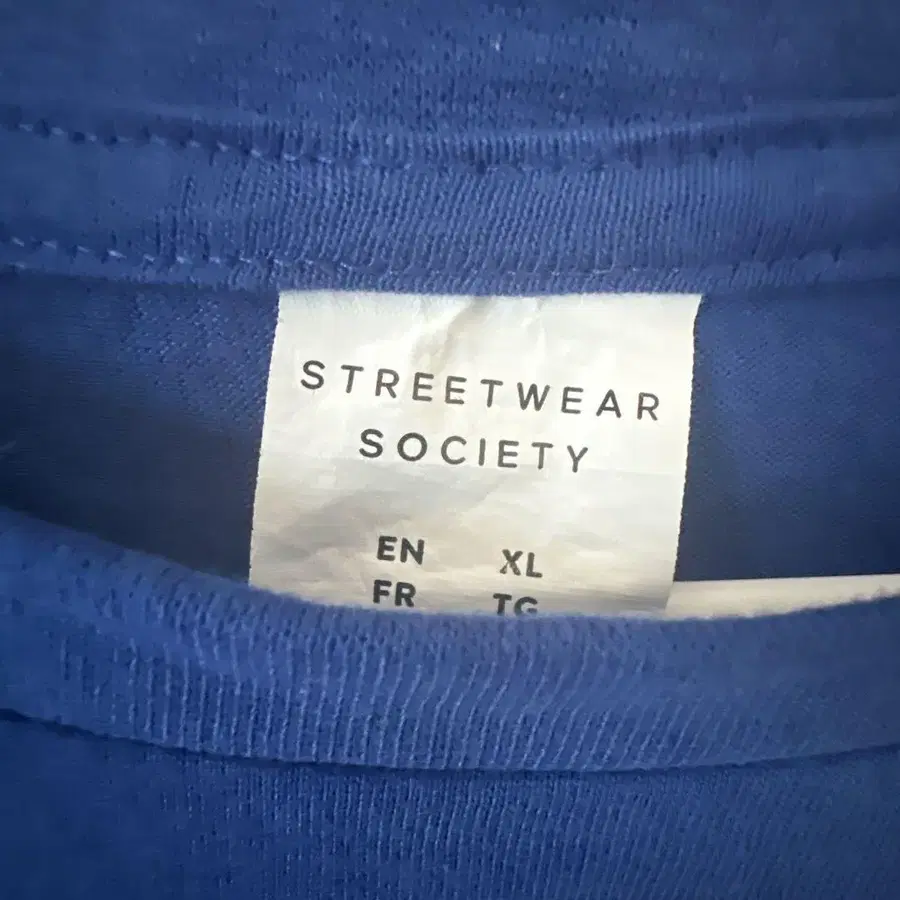 STREETWEAR
SOCIETY
EN XL
FR TG